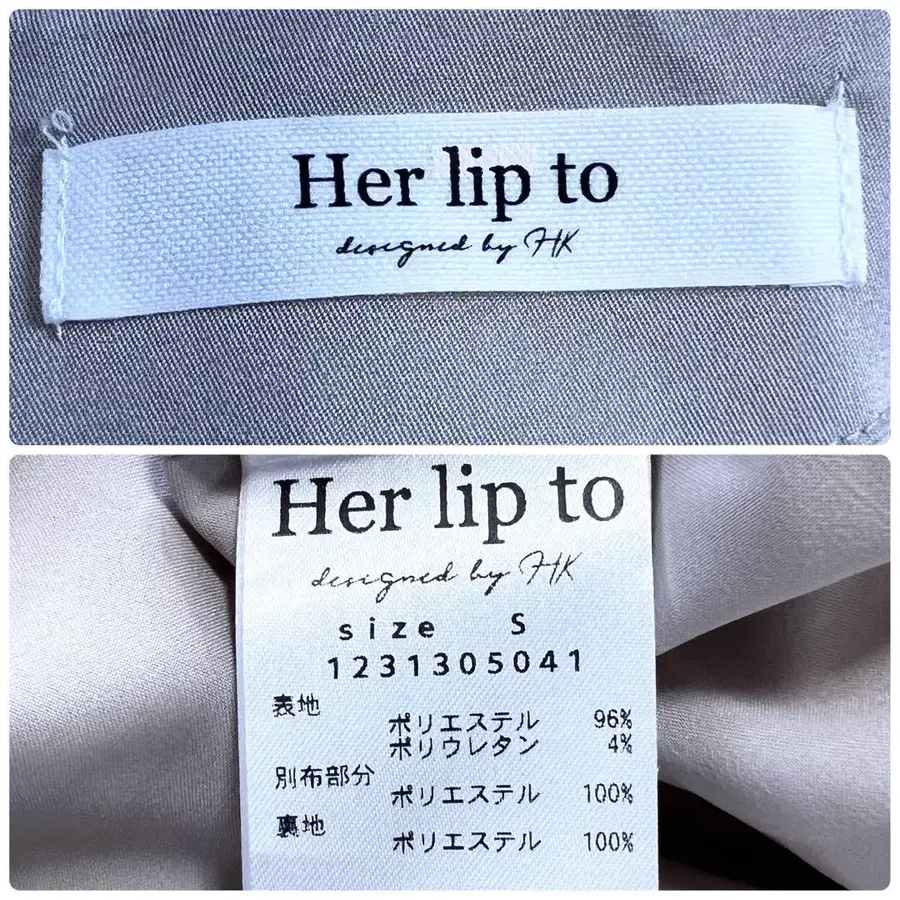 Her lip to
designed by HK
Her lip to
designed by HK
size S
1231305041
表地
ポリエステル 96%
ポリウレタン 4%
別布部分
ポリエステル 100%
裏地
ポリエステル 100%